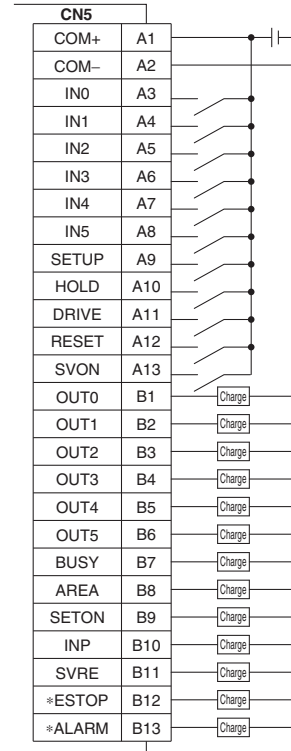 CN5
COM+ A1
COM− A2
IN0 A3
IN1 A4
IN2 A5
IN3 A6
IN4 A7
IN5 A8
SETUP A9
HOLD A10
DRIVE A11
RESET A12
SVON A13
OUT0 B1 Charge
OUT1 B2 Charge
OUT2 B3 Charge
OUT3 B4 Charge
OUT4 B5 Charge
OUT5 B6 Charge
BUSY B7 Charge
AREA B8 Charge
SETON B9 Charge
INP B10 Charge
SVRE B11 Charge
*ESTOP B12 Charge
*ALARM B13 Charge